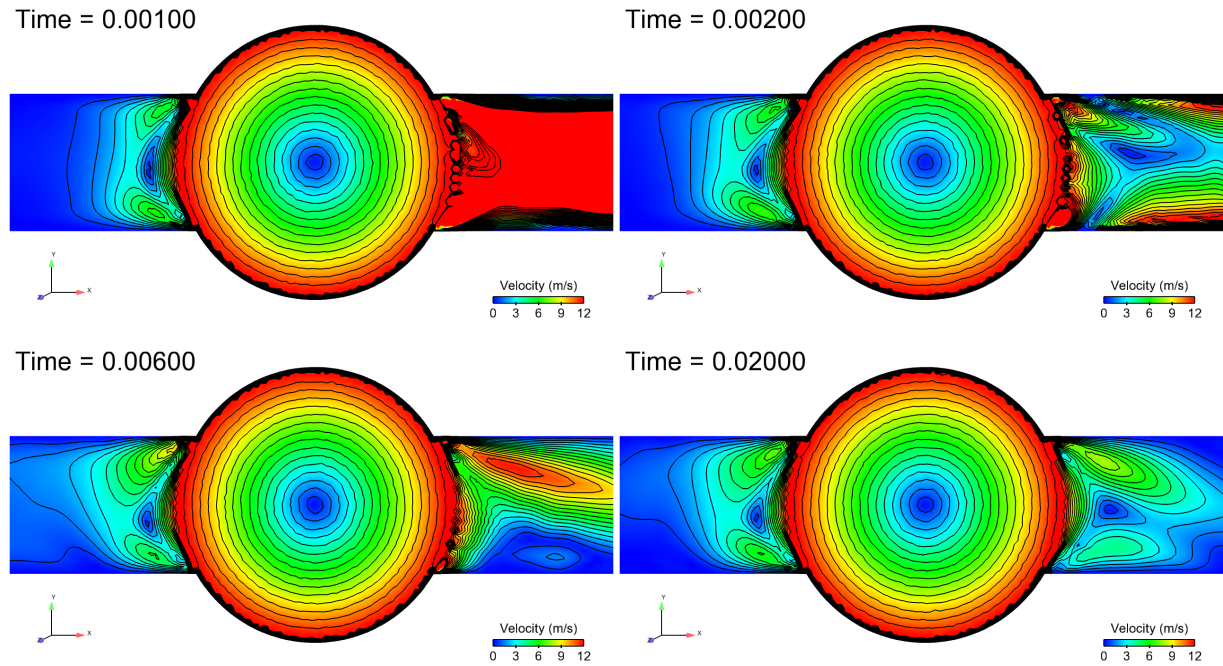 Time = 0.00100
Y
Z X
Velocity (m/s)
0 3 6 9 12
Time = 0.00200
Y
Z X
Velocity (m/s)
0 3 6 9 12
Time = 0.00600
Y
Z X
Velocity (m/s)
0 3 6 9 12
Time = 0.02000
Y
Z X
Velocity (m/s)
0 3 6 9 12